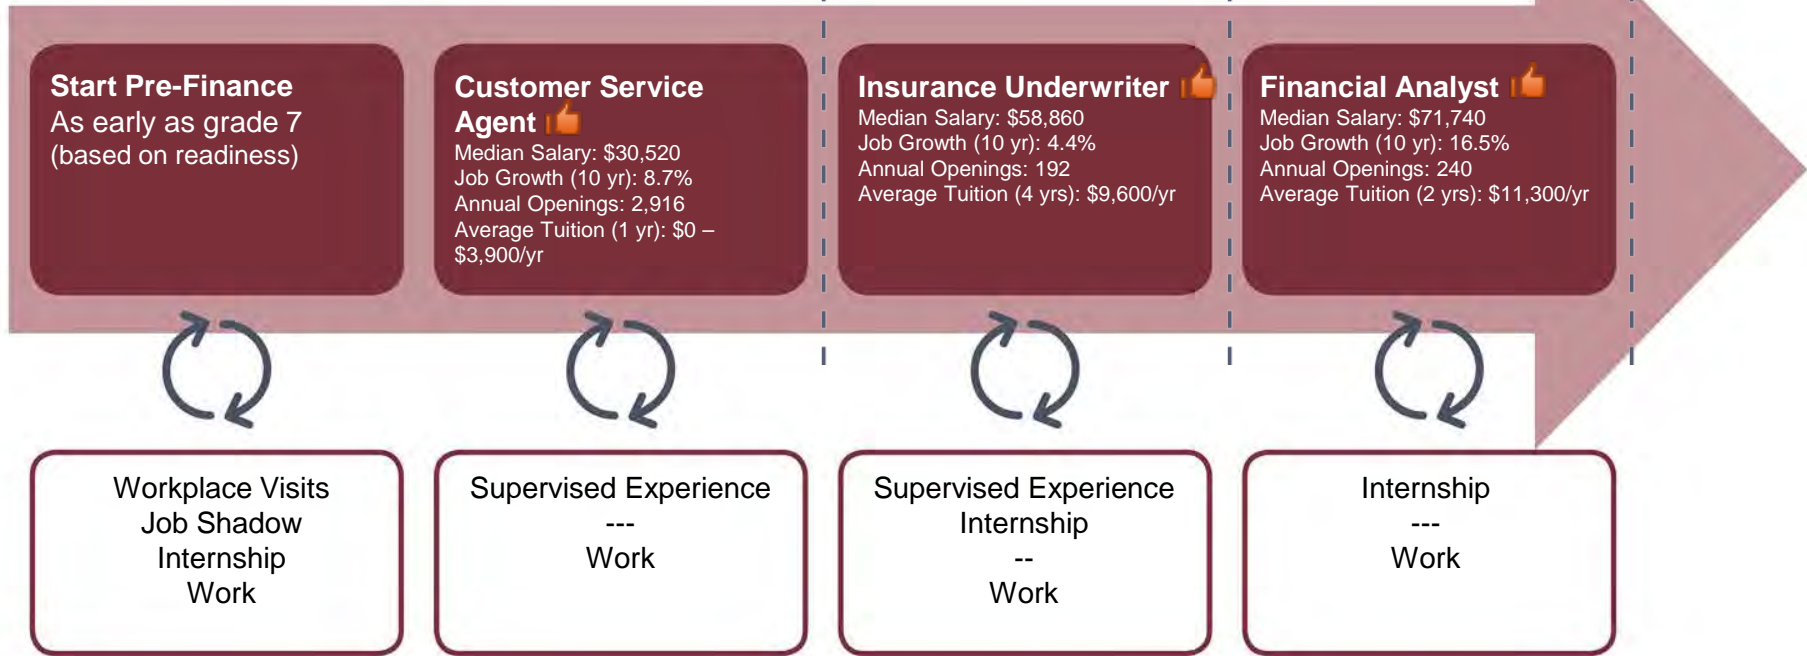 Start Pre-Finance
As early as grade 7
(based on readiness)
Customer Service
Agent
Median Salary: $30,520
Job Growth (10 yr): 8.7%
Annual Openings: 2,916
Average Tuition (1 yr): $0 –
$3,900/yr
Insurance Underwriter
Median Salary: $58,860
Job Growth (10 yr): 4.4%
Annual Openings: 192
Average Tuition (4 yrs): $9,600/yr
Financial Analyst
Median Salary: $71,740
Job Growth (10 yr): 16.5%
Annual Openings: 240
Average Tuition (2 yrs): $11,300/yr
Workplace Visits
Job Shadow
Internship
Work
Supervised Experience
---
Work
Supervised Experience
Internship
--
Work
Internship
---
Work